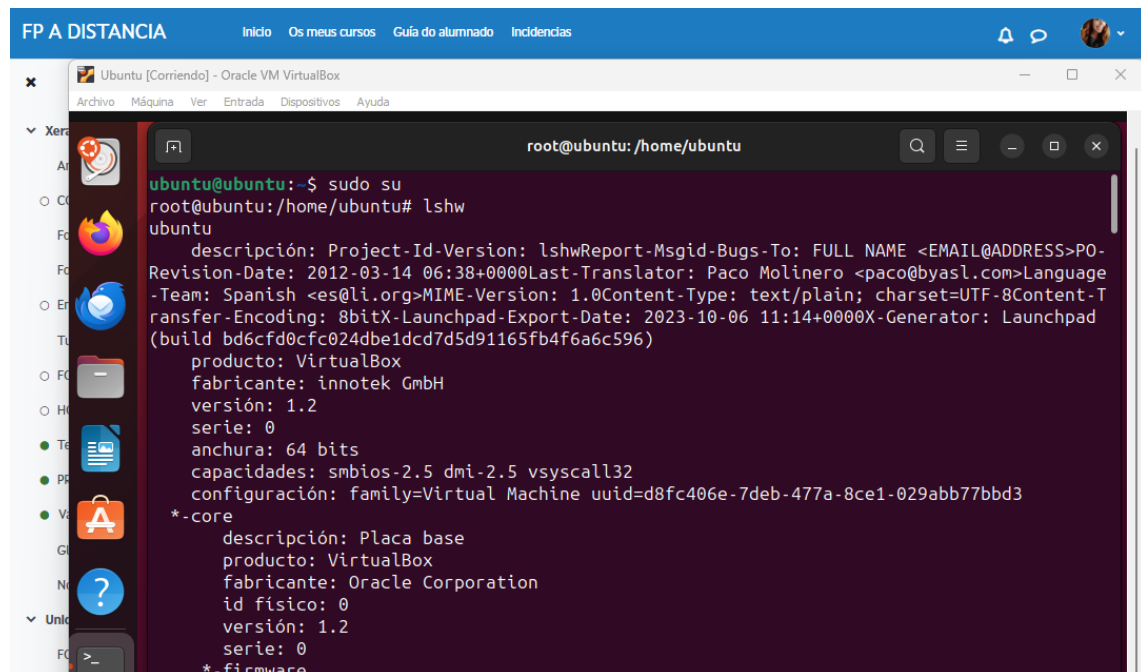 FP A DISTANCIA Inicio Os meus cursos Guía do alumnado Incidencias
Ubuntu [Corriendo] - Oracle VM VirtualBox
Archivo Máquina Ver Entrada Dispositivos Ayuda
root@ubuntu: /home/ubuntu
ubuntu@ubuntu:~$ sudo su
root@ubuntu:/home/ubuntu# lshw
ubuntu
descripción: Project-Id-Version: lshwReport-Msgid-Bugs-To: FULL NAME <EMAIL@ADDRESS>PO-
Revision-Date: 2012-03-14 06:38+0000Last-Translator: Paco Molinero <paco@byasl.com>Language
-Team: Spanish <es@li.org>MIME-Version: 1.0Content-Type: text/plain; charset=UTF-8Content-T
ransfer-Encoding: 8bitX-Launchpad-Export-Date: 2023-10-06 11:14+0000X-Generator: Launchpad
(build bd6cfd0cfc024dbe1dcd7d5d91165fb4f6a6c596)
producto: VirtualBox
fabricante: innotek GmbH
versión: 1.2
serie: 0
anchura: 64 bits
capacidades: smbios-2.5 dmi-2.5 vsyscall32
configuración: family=Virtual Machine uuid=d8fc406e-7deb-477a-8ce1-029abb77bbd3
*-core
descripción: Placa base
producto: VirtualBox
fabricante: Oracle Corporation
id físico: 0
versión: 1.2
serie: 0
*-firmware